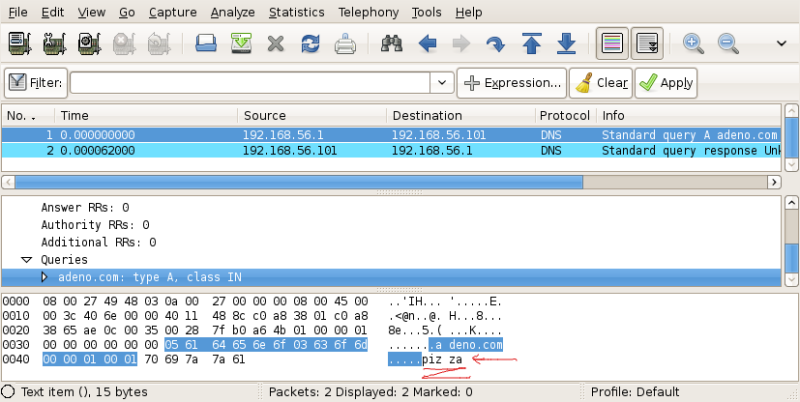 File Edit View Go Capture Analyze Statistics Telephony Tools Help
Filter: Expression... Clear Apply
No. . Time Source Destination Protocol Info
1 0.000000000 192.168.56.1 192.168.56.101 DNS Standard query A adeno.com
2 0.000062000 192.168.56.101 192.168.56.1 DNS Standard query response Unk
Answer RRs: 0
Authority RRs: 0
Additional RRs: 0
Queries
adeno.com: type A, class IN
0000 08 00 27 49 48 03 0a 00 27 00 00 00 08 00 45 00 ..'IH... '.....E.
0010 00 3c 40 6e 00 00 40 11 48 8c c0 a8 38 01 c0 a8 .<@n..@. H...8...
0020 38 65 ae 0c 00 35 00 28 7f b0 a6 4b 01 00 00 01 8e...5.( ...K....
0030 00 00 00 00 00 00 05 61 64 65 6e 6f 03 63 6f 6d .......a deno.com
0040 00 00 01 00 01 70 69 7a 7a 61 .....piz za
Text item (), 15 bytes Packets: 2 Displayed: 2 Marked: 0 Profile: Default